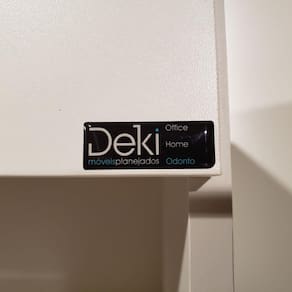 Deki
móveisplanejados
Office
Home
Odonto